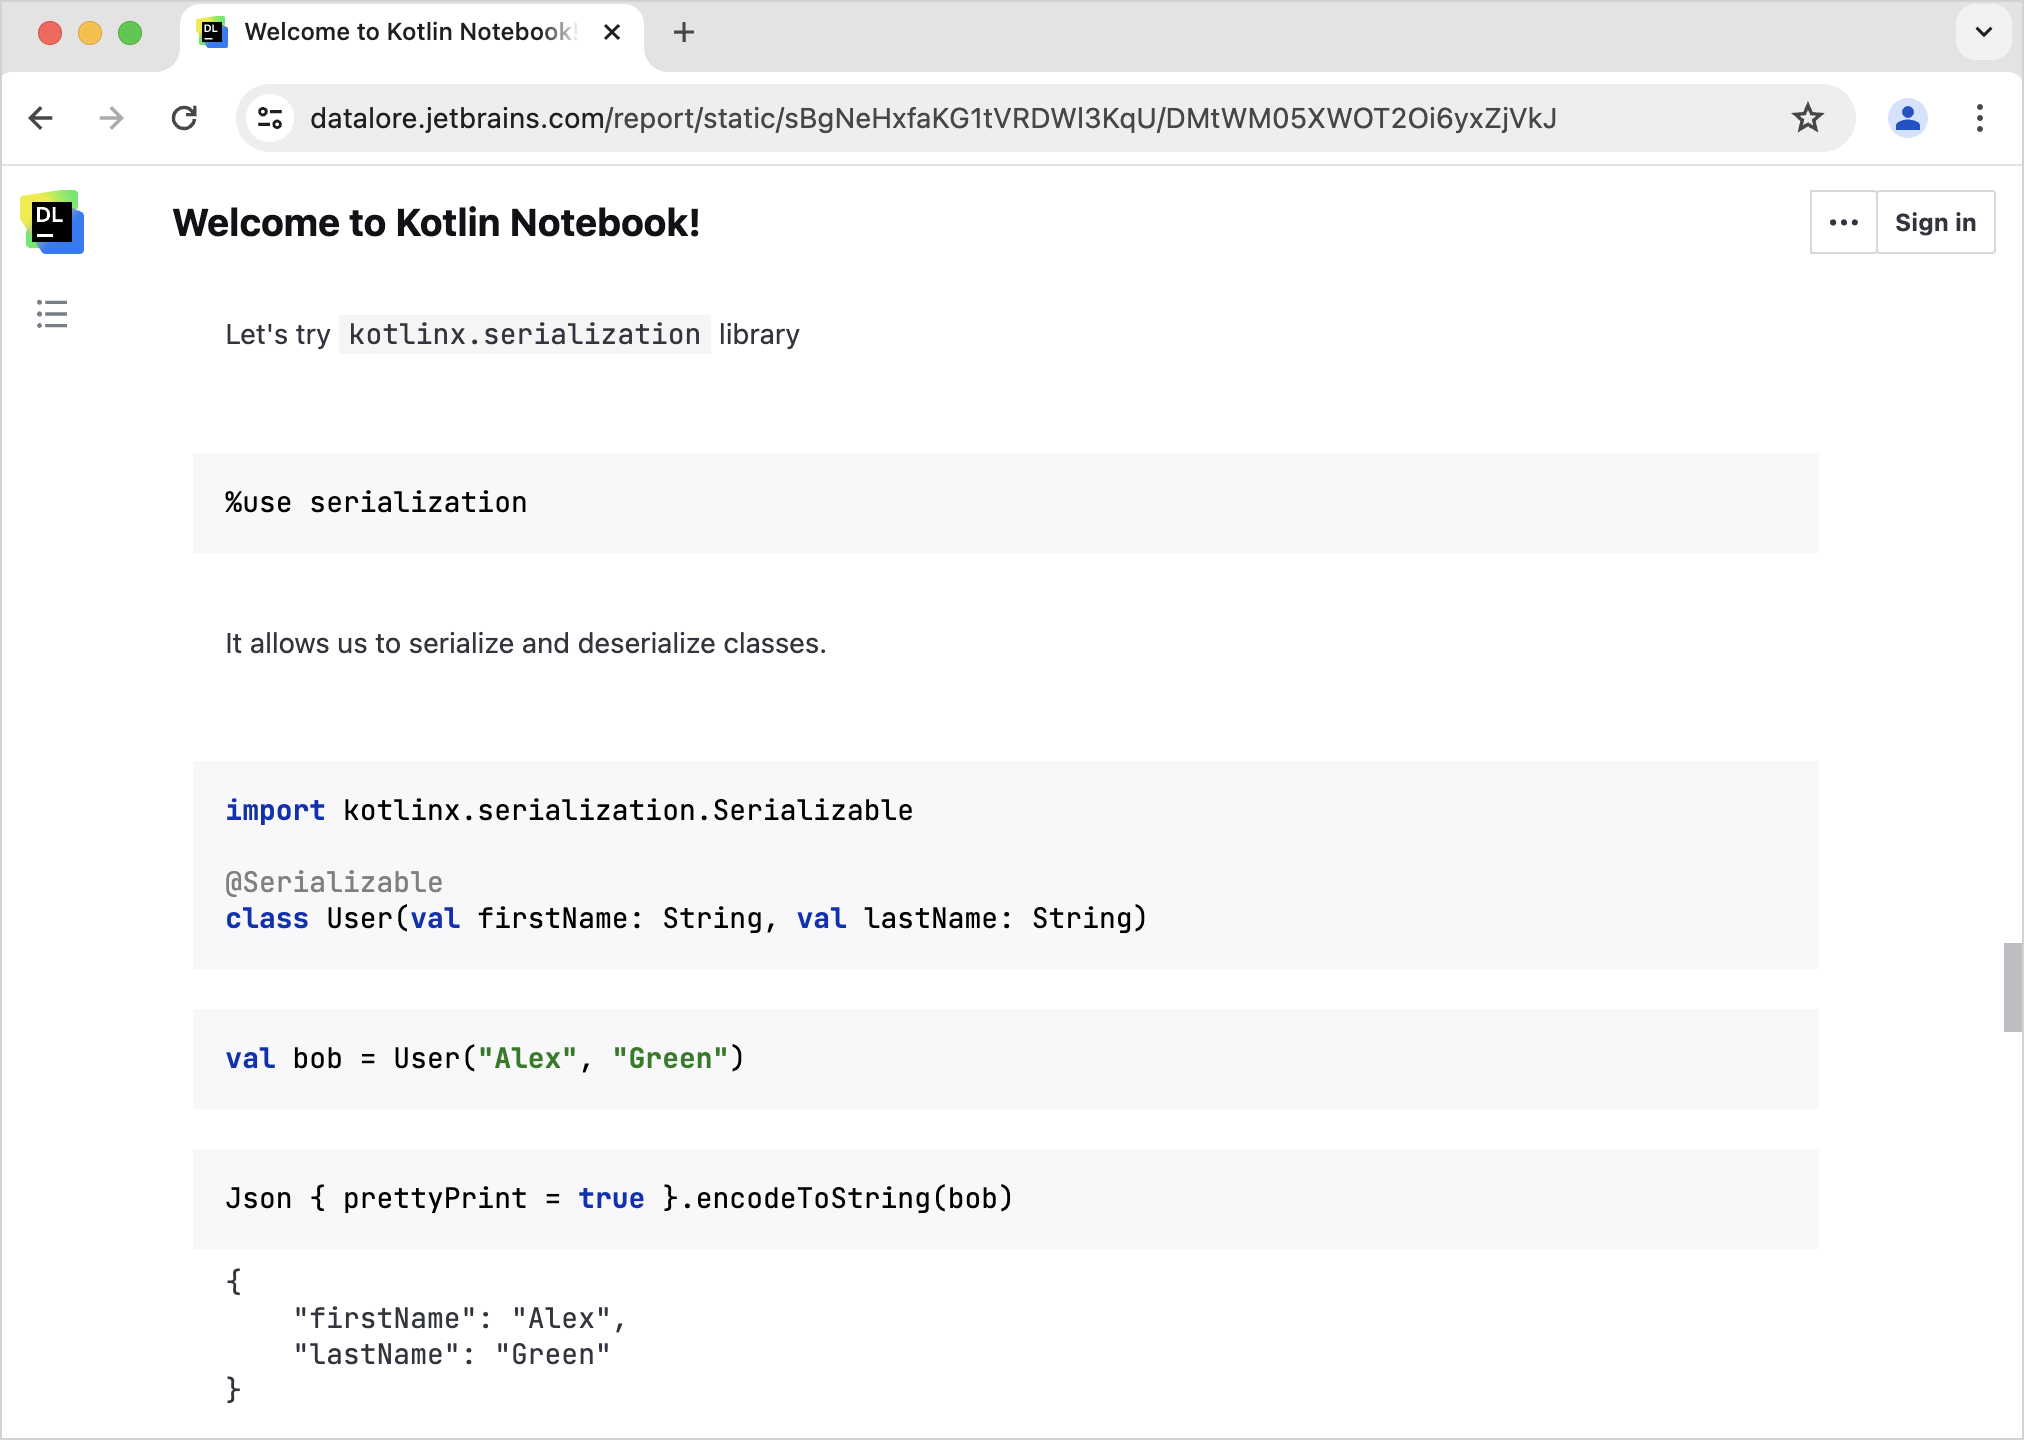 DL
Welcome to Kotlin Notebook!
datalore.jetbrains.com/report/static/sBgNeHxfaKG1tVRDWl3KqU/DMtWM05XWOT2Oi6yxZjVkJ
DL
Welcome to Kotlin Notebook!
Sign in
Let's try kotlinx.serialization library
%use serialization
It allows us to serialize and deserialize classes.
import kotlinx.serialization.Serializable
@Serializable
class User(val firstName: String, val lastName: String)
val bob = User("Alex", "Green")
Json { prettyPrint = true }.encodeToString(bob)
{
    "firstName": "Alex",
    "lastName": "Green"
}